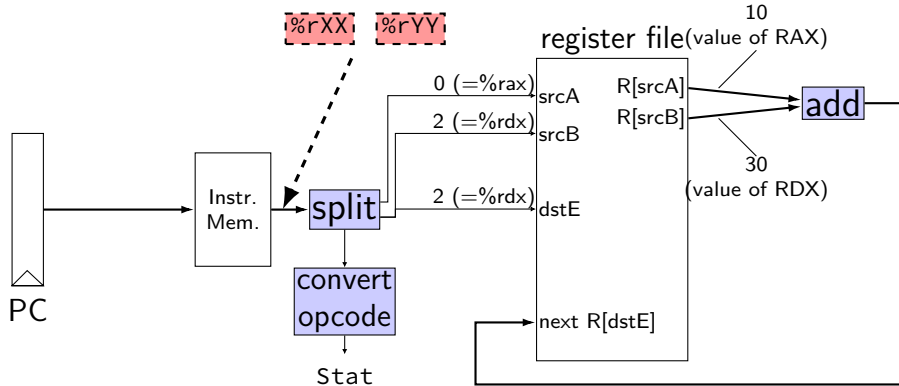 %rXX %rYY
10
(value of RAX)
register file
0 (=%rax)
srcA
R[srcA]
add
2 (=%rdx)
srcB
R[srcB]
30
(value of RDX)
Instr.
Mem.
split
2 (=%rdx)
dstE
PC
convert
opcode
next R[dstE]
Stat